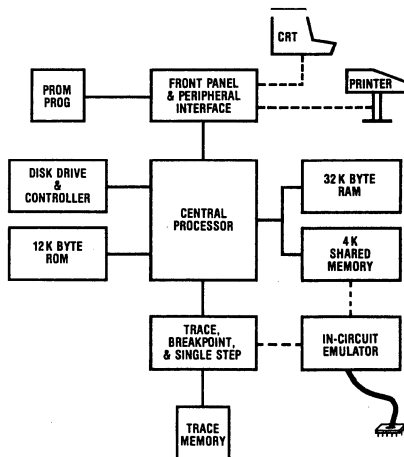 CRT
PROM
PROG
FRONT PANEL
& PERIPHERAL
INTERFACE
PRINTER
DISK DRIVE
&
CONTROLLER
12K BYTE
ROM
CENTRAL
PROCESSOR
32K BYTE
RAM
4K
SHARED
MEMORY
TRACE,
BREAKPOINT,
& SINGLE STEP
IN-CIRCUIT
EMULATOR
TRACE
MEMORY